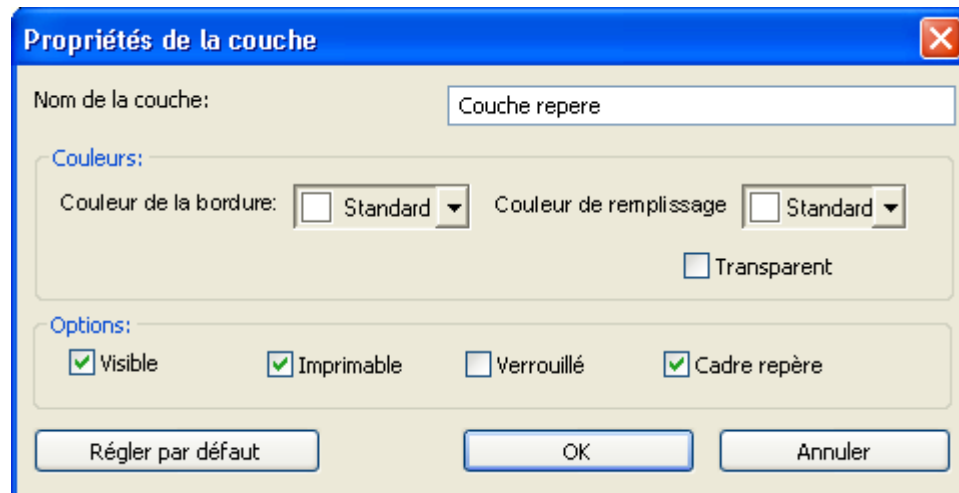 Propriétés de la couche
Nom de la couche: Couche repere
Couleurs:
Couleur de la bordure: Standard Couleur de remplissage Standard
Transparent
Options:
Visible Imprimable Verrouillé Cadre repère
Régler par défaut OK Annuler